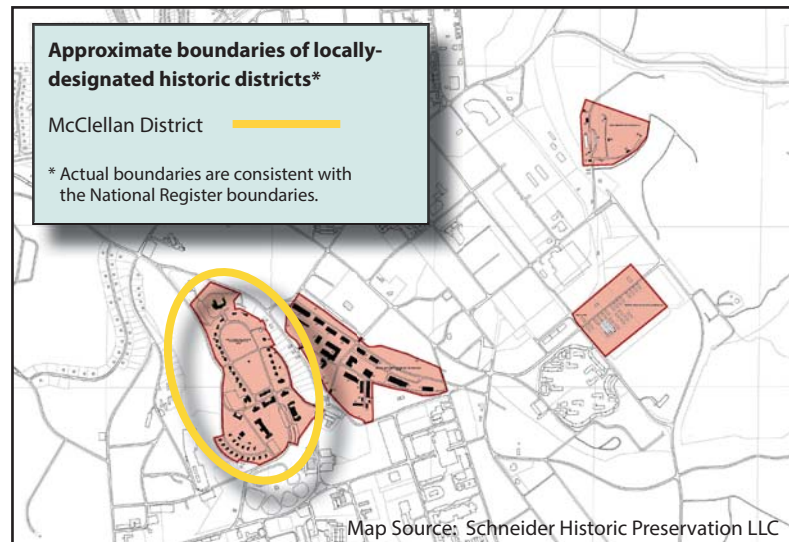 Approximate boundaries of locally-
designated historic districts*
McClellan District
* Actual boundaries are consistent with
the National Register boundaries.
Map Source: Schneider Historic Preservation LLC